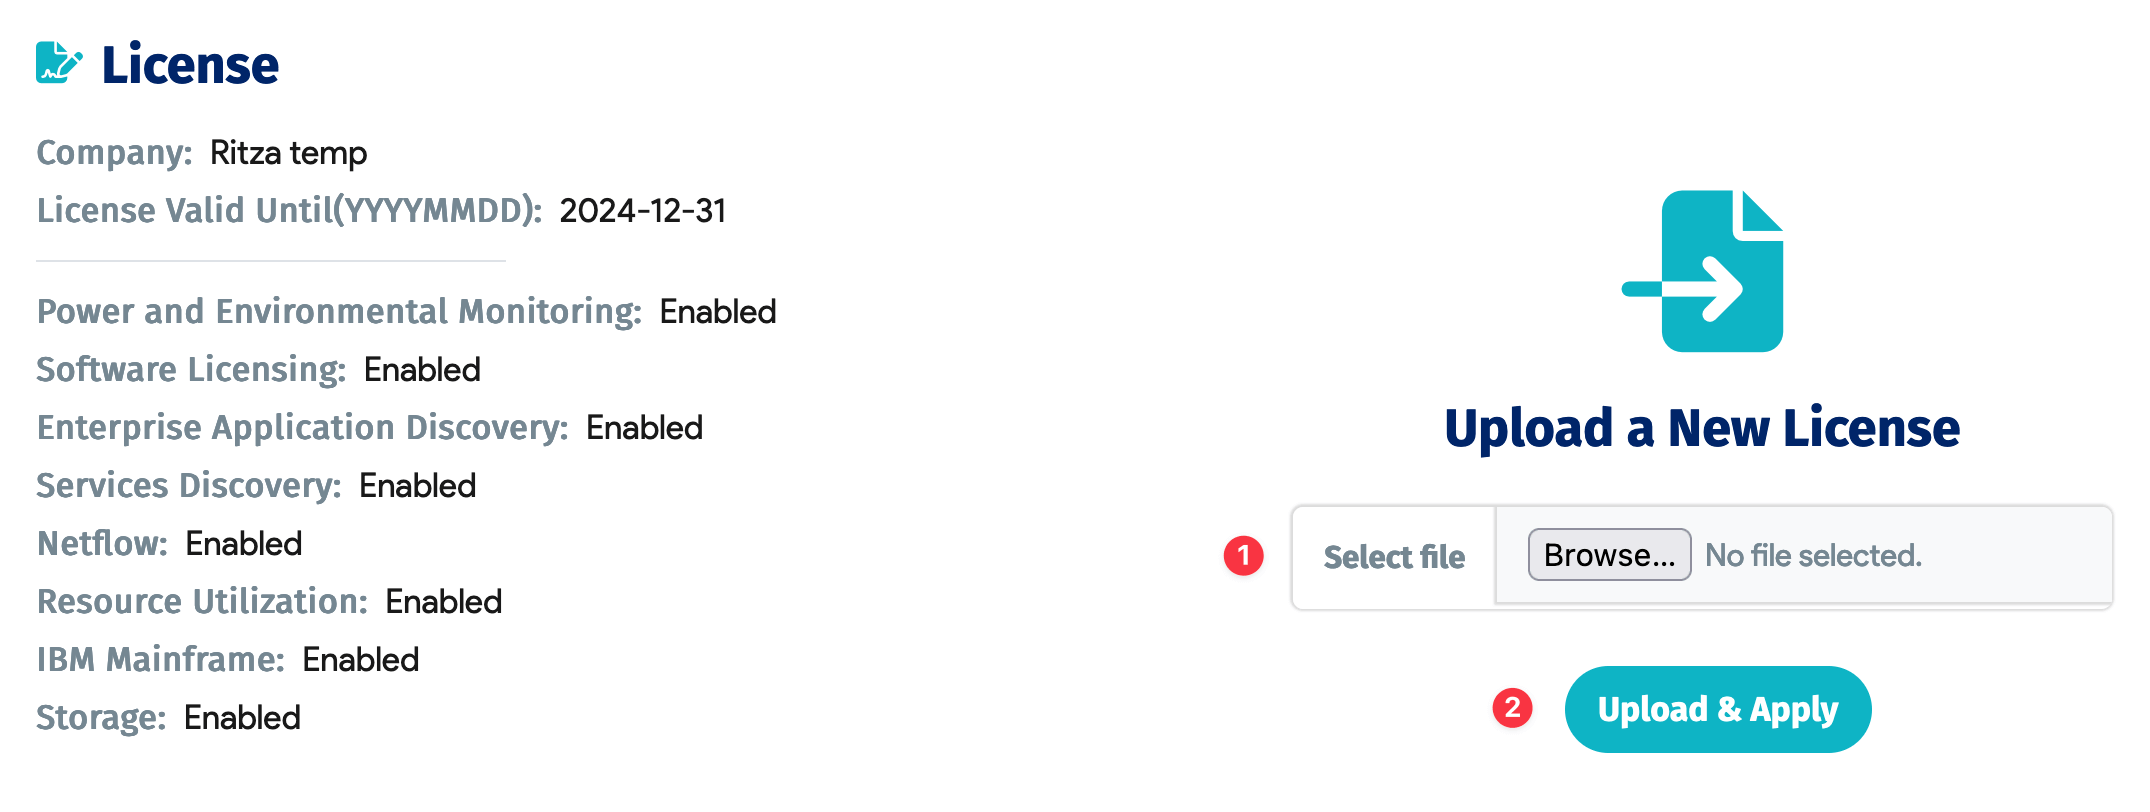 License
Company: Ritza temp
License Valid Until(YYYYMMDD): 2024-12-31
Power and Environmental Monitoring: Enabled
Software Licensing: Enabled
Enterprise Application Discovery: Enabled
Services Discovery: Enabled
Netflow: Enabled
Resource Utilization: Enabled
IBM Mainframe: Enabled
Storage: Enabled
Upload a New License
1 Select file Browse... No file selected.
2 Upload & Apply